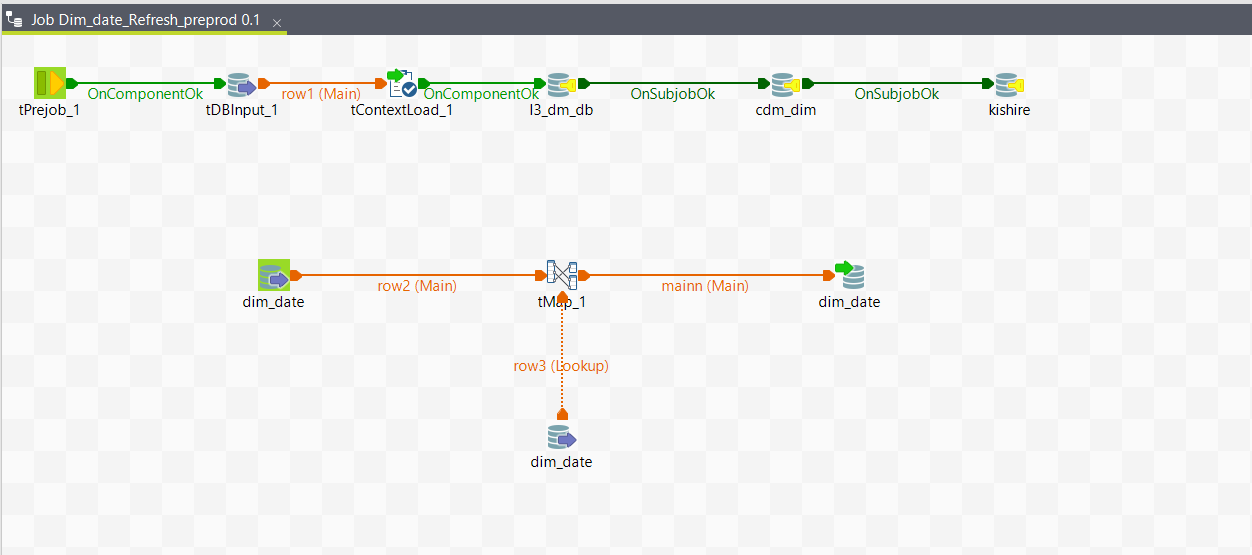 Job Dim_date_Refresh_preprod 0.1
OnComponentOk
row1 (Main)
OnComponentOk
OnSubjobOk
OnSubjobOk
tPrejob_1
tDBInput_1
tContextLoad_1
l3_dm_db
cdm_dim
kishire
row2 (Main)
mainn (Main)
dim_date
tMap_1
dim_date
row3 (Lookup)
dim_date